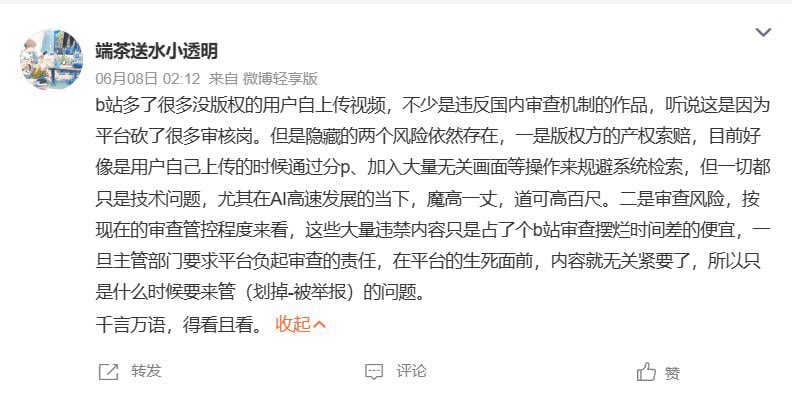 端茶送水小透明
06月08日 02:12 来自 微博轻享版
b站多了很多没版权的用户自上传视频，不少是违反国内审查机制的作品，听说这是因为
平台砍了很多审核岗。但是隐藏的两个风险依然存在，一是版权方的产权索赔，目前好
像是用户自己上传的时候通过分p、加入大量无关画面等操作来规避系统检索，但一切都
只是技术问题，尤其在AI高速发展的当下，魔高一丈，道可高百尺。二是审查风险，按
现在的审查管控程度来看，这些大量违禁内容只是占了个b站审查摆烂时间差的便宜，一
旦主管部门要求平台负起审查的责任，在平台的生死面前，内容就无关紧要了，所以只
是什么时候要来管（划掉-被举报）的问题。
千言万语，得看且看。 收起
转发
评论
赞